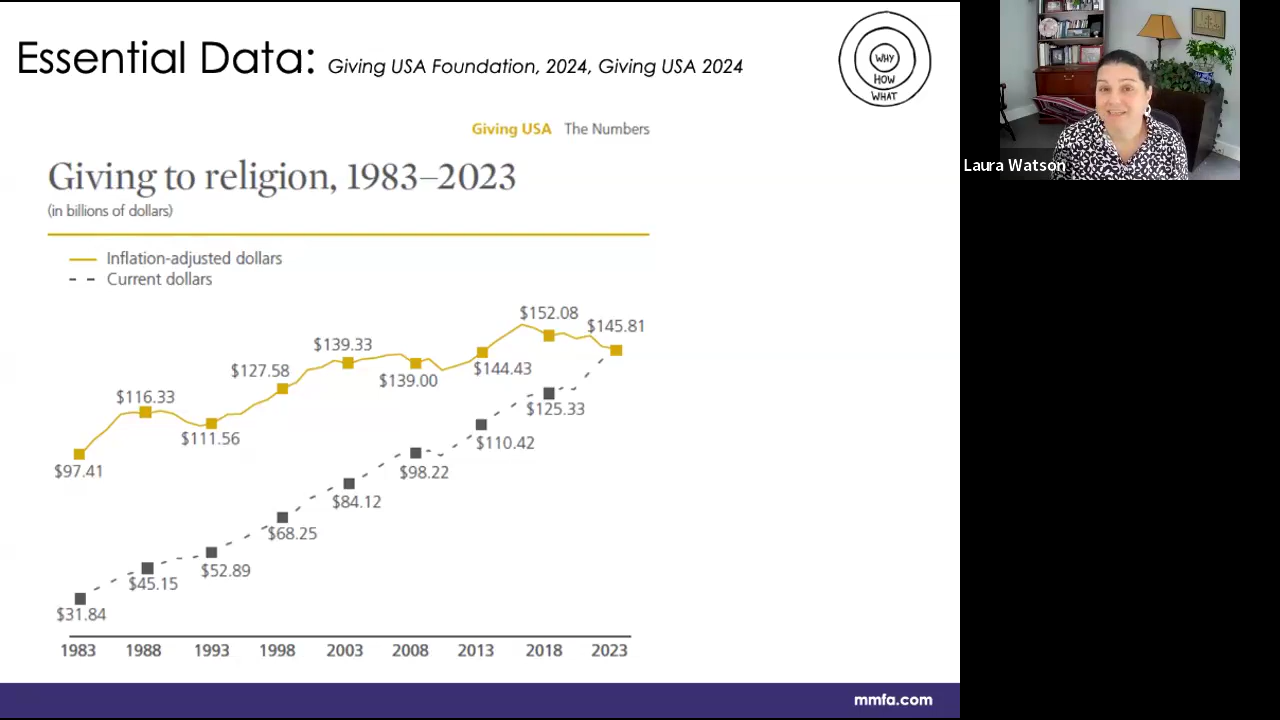 Essential Data: Giving USA Foundation, 2024, Giving USA 2024
WHY
HOW
WHAT
Laura Watson
Giving USA The Numbers
Giving to religion, 1983–2023
(in billions of dollars)
Inflation-adjusted dollars
Current dollars
$97.41
$116.33
$111.56
$127.58
$139.33
$139.00
$144.43
$152.08
$145.81
$31.84
$45.15
$52.89
$68.25
$84.12
$98.22
$110.42
$125.33
1983 1988 1993 1998 2003 2008 2013 2018 2023
mmfa.com